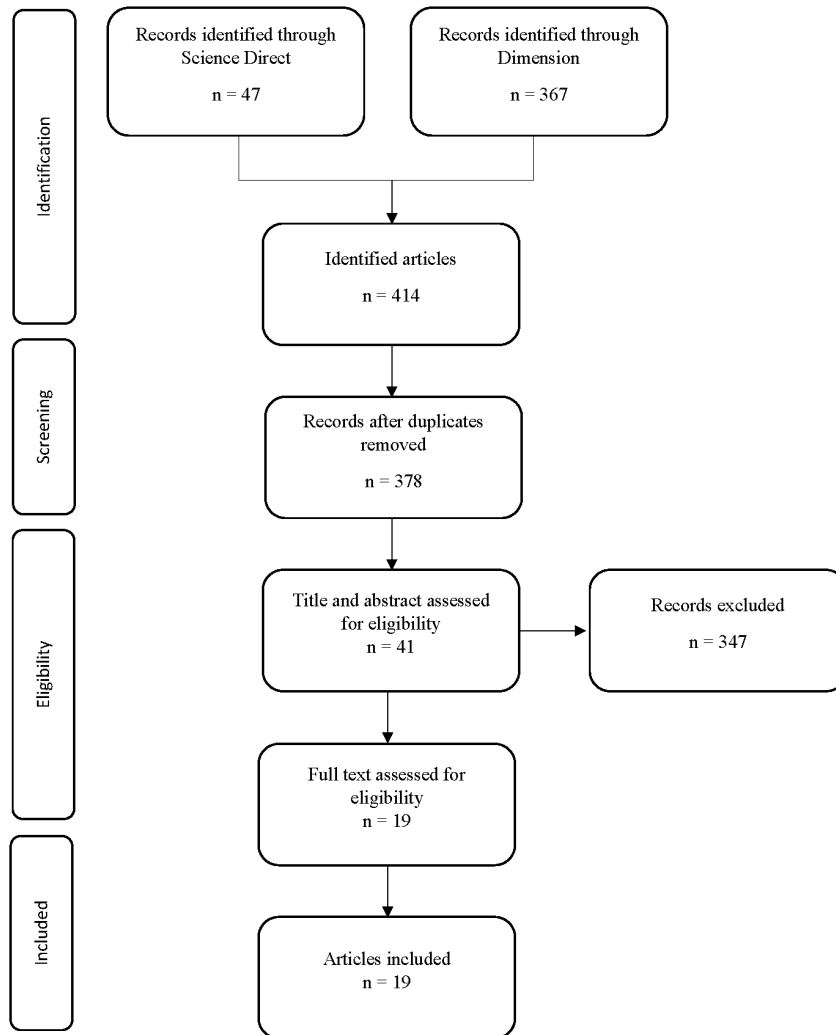 Identification
Records identified through
Science Direct
n = 47
Records identified through
Dimension
n = 367
Identified articles
n = 414
Screening
Records after duplicates
removed
n = 378
Eligibility
Title and abstract assessed
for eligibility
n = 41
Records excluded
n = 347
Full text assessed for
eligibility
n = 19
Included
Articles included
n = 19